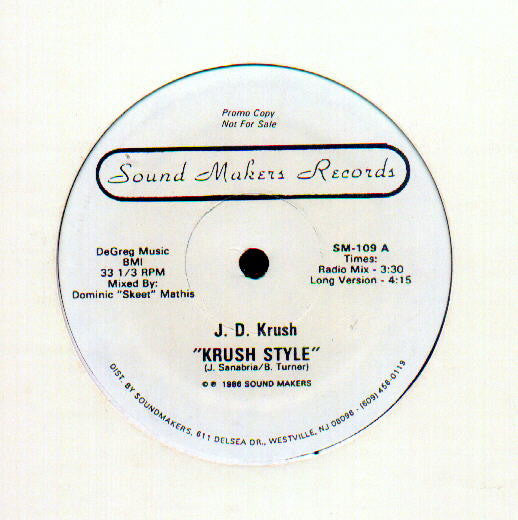 Promo Copy
Not For Sale
Sound Makers Records
DeGreg Music
BMI
33 1/3 RPM
Mixed By:
Dominic "Skeet" Mathis
SM-109 A
Times:
Radio Mix - 3:30
Long Version - 4:15
J. D. Krush
"KRUSH STYLE"
(J. Sanabria/B. Turner)
© ℗ 1986 SOUND MAKERS
DIST. BY SOUNDMAKERS, 611 DELSEA DR., WESTVILLE, NJ 08096 - (609) 456-0119